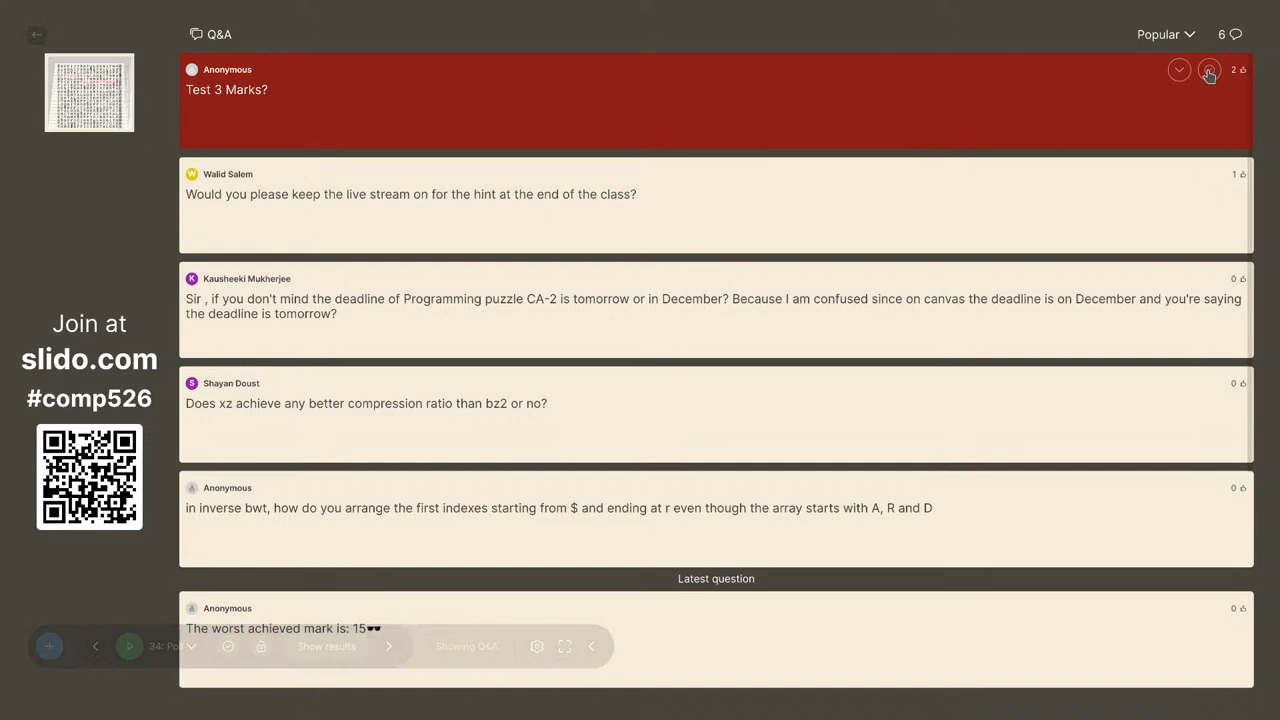 Q&A
Popular
6
Anonymous
2
Test 3 Marks?
Walid Salem
1
Would you please keep the live stream on for the hint at the end of the class?
Kausheeki Mukherjee
0
Sir , if you don't mind the deadline of Programming puzzle CA-2 is tomorrow or in December? Because I am confused since on canvas the deadline is on December and you're saying
the deadline is tomorrow?
Join at
slido.com
#comp526
Shayan Doust
0
Does xz achieve any better compression ratio than bz2 or no?
Anonymous
0
in inverse bwt, how do you arrange the first indexes starting from $ and ending at r even though the array starts with A, R and D
Latest question
Anonymous
0
The worst achieved mark is: 15🕶️
34: Poll
Show results
Showing Q&A